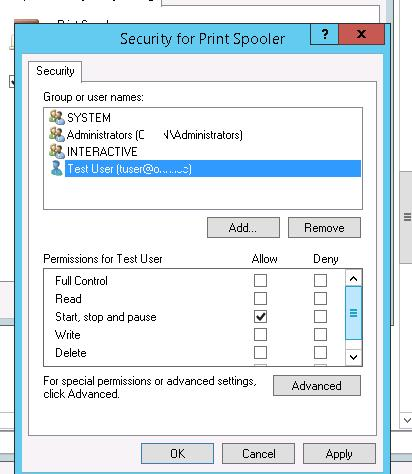 Print Spooler
Security for Print Spooler
?
x
Security
Group or user names:
SYSTEM
Administrators (       \Administrators)
INTERACTIVE
Test User (tuser@
Add...
Remove
Permissions for Test User
Allow
Deny
Full Control
Read
Start, stop and pause
Write
Delete
For special permissions or advanced settings,
click Advanced.
Advanced
OK
Cancel
Apply